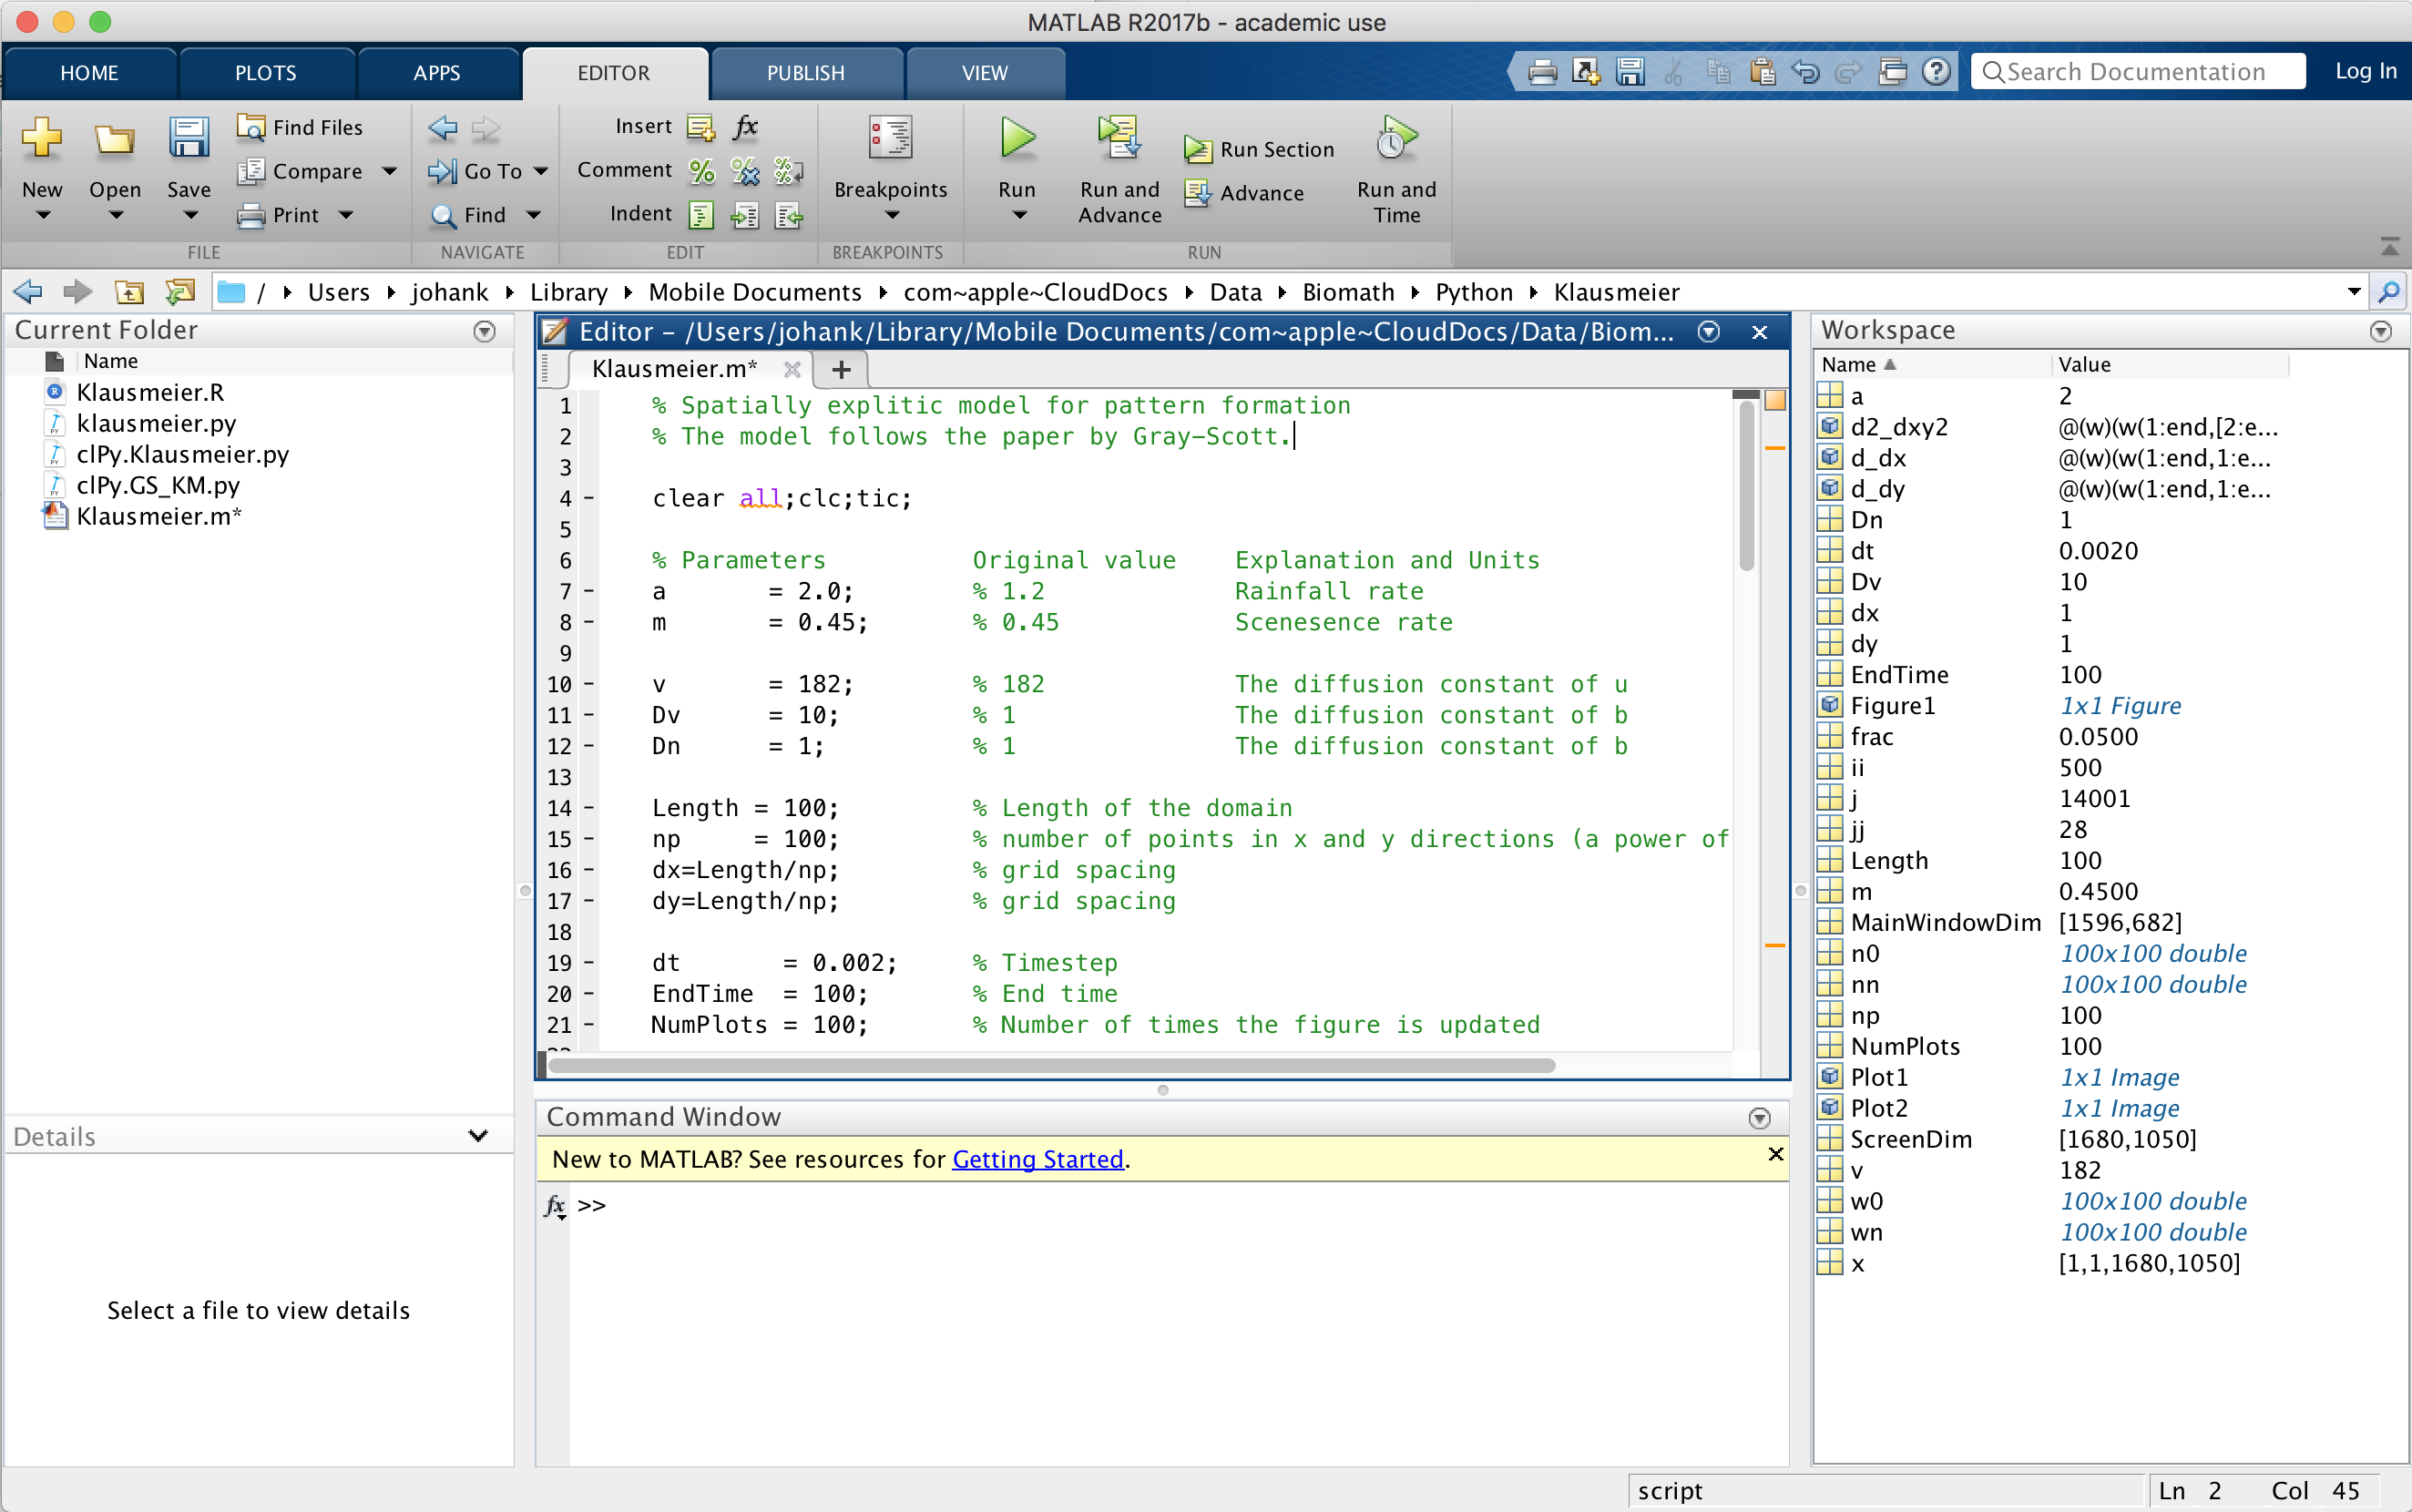 MATLAB R2017b - academic use
HOME PLOTS APPS EDITOR PUBLISH VIEW Search Documentation Log In
New Open Save Find Files Compare Print
FILE
Go To Find
NAVIGATE
Insert
Comment
Indent
EDIT
Breakpoints
BREAKPOINTS
Run Run and Advance Run Section Advance Run and Time
RUN
/ Users johank Library Mobile Documents com~apple~CloudDocs Data Biomath Python Klausmeier
Current Folder
Name
Klausmeier.R
klausmeier.py
clPy.Klausmeier.py
clPy.GS_KM.py
Klausmeier.m*
Details
Select a file to view details
Editor – /Users/johank/Library/Mobile Documents/com~apple~CloudDocs/Data/Biom...
Klausmeier.m* +
1 % Spatially explitic model for pattern formation
2 % The model follows the paper by Gray–Scott.
3
4 – clear all;clc;tic;
5
6 % Parameters Original value Explanation and Units
7 – a = 2.0; % 1.2 Rainfall rate
8 – m = 0.45; % 0.45 Scenesence rate
9
10 – v = 182; % 182 The diffusion constant of u
11 – Dv = 10; % 1 The diffusion constant of b
12 – Dn = 1; % 1 The diffusion constant of b
13
14 – Length = 100; % Length of the domain
15 – np = 100; % number of points in x and y directions (a power of
16 – dx=Length/np; % grid spacing
17 – dy=Length/np; % grid spacing
18
19 – dt = 0.002; % Timestep
20 – EndTime = 100; % End time
21 – NumPlots = 100; % Number of times the figure is updated
Command Window
New to MATLAB? See resources for Getting Started.
fx >>
Workspace
Name Value
a 2
d2_dxy2 @(w)(w(1:end,[2:e...
d_dx @(w)(w(1:end,1:e...
d_dy @(w)(w(1:end,1:e...
Dn 1
dt 0.0020
Dv 10
dx 1
dy 1
EndTime 100
Figure1 1x1 Figure
frac 0.0500
ii 500
j 14001
jj 28
Length 100
m 0.4500
MainWindowDim [1596,682]
n0 100x100 double
nn 100x100 double
np 100
NumPlots 100
Plot1 1x1 Image
Plot2 1x1 Image
ScreenDim [1680,1050]
v 182
w0 100x100 double
wn 100x100 double
x [1,1,1680,1050]
script Ln 2 Col 45